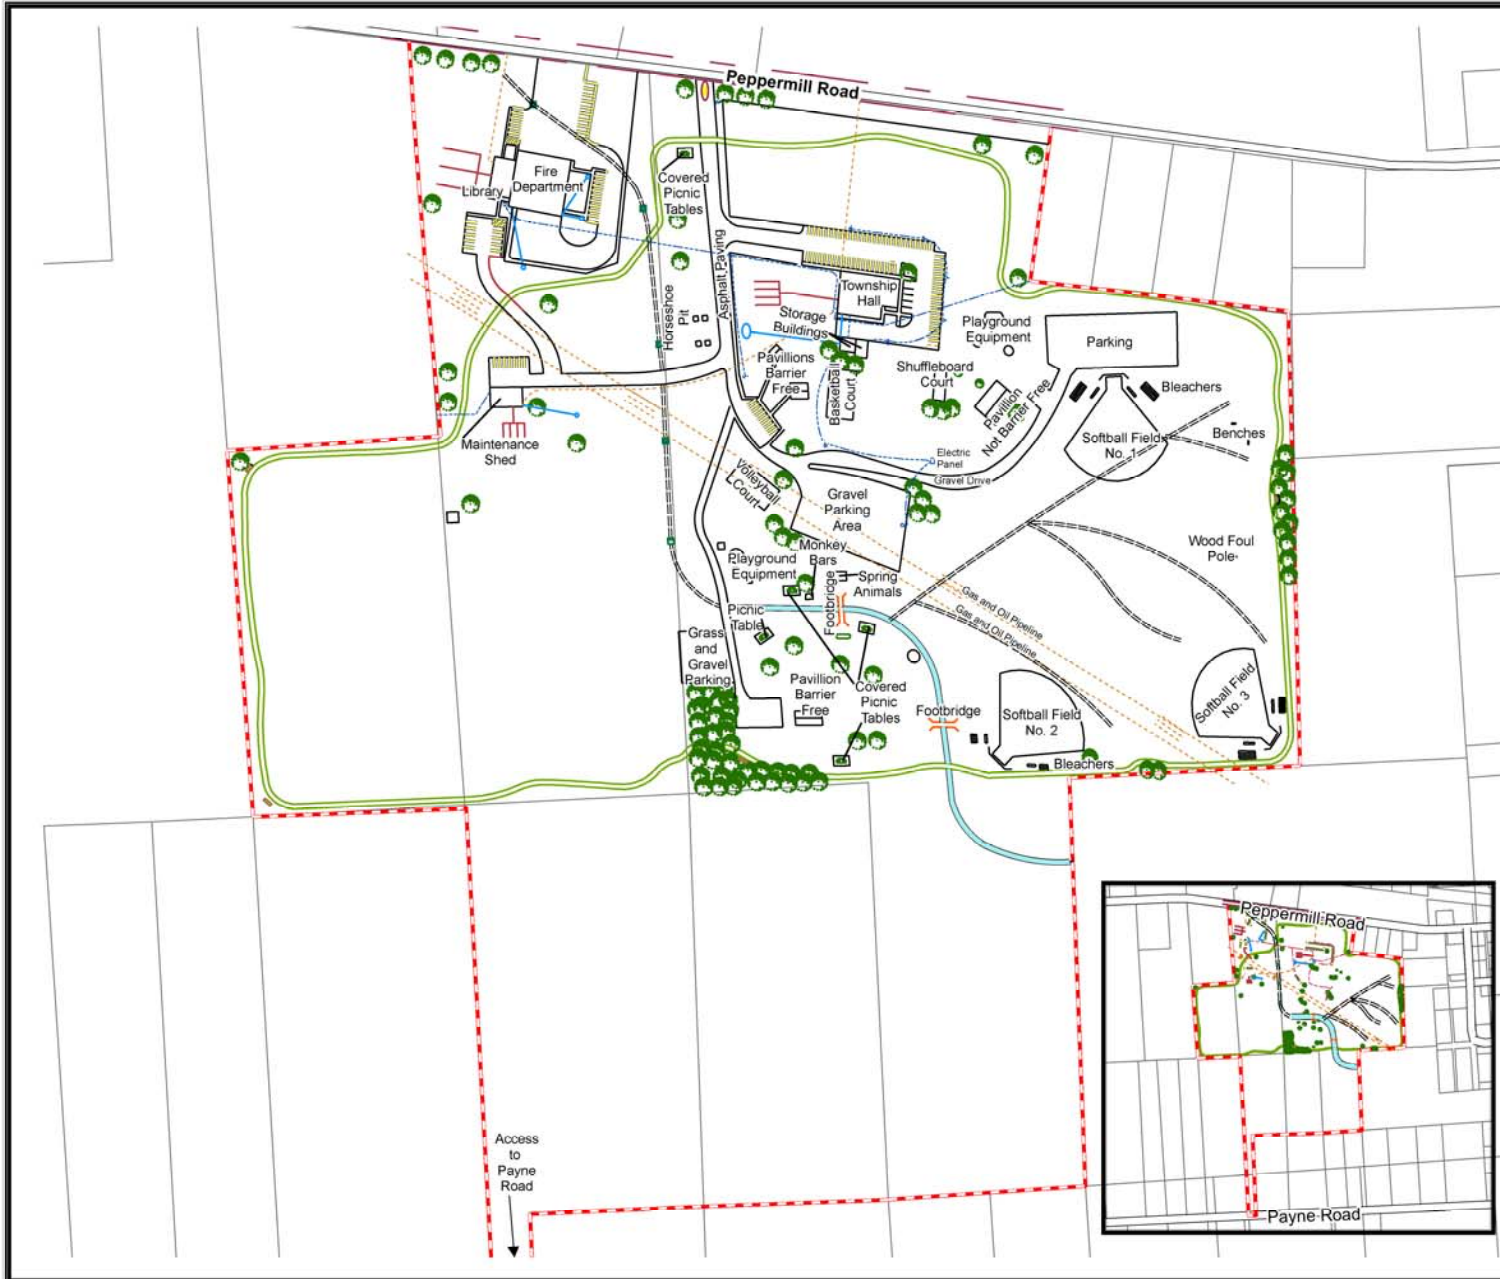 Peppermill Road
Fire
Department
Library
Covered
Picnic
Tables
Asphalt Paving
Township
Hall
Horseshoe
Pit
Storage
Buildings
Playground
Equipment
Parking
Pavillions
Barrier
Free
Basketball
Court
Shuffleboard
Court
Pavillion
Not Barrier Free
Bleachers
Softball Field
No. 1
Benches
Maintenance
Shed
Electric
Panel
Gravel Drive
Volleyball
Court
Gravel
Parking
Area
Wood Foul
Pole
Monkey
Bars
Playground
Equipment
Spring
Animals
Footbridge
Gas and Oil Pipeline
Gas and Oil Pipeline
Picnic
Table
Grass
and
Gravel
Parking
Pavillion
Barrier
Free
Covered
Picnic
Tables
Footbridge
Softball Field
No. 2
Softball Field
No. 3
Bleachers
Access
to
Payne
Road
Peppermill Road
Payne Road